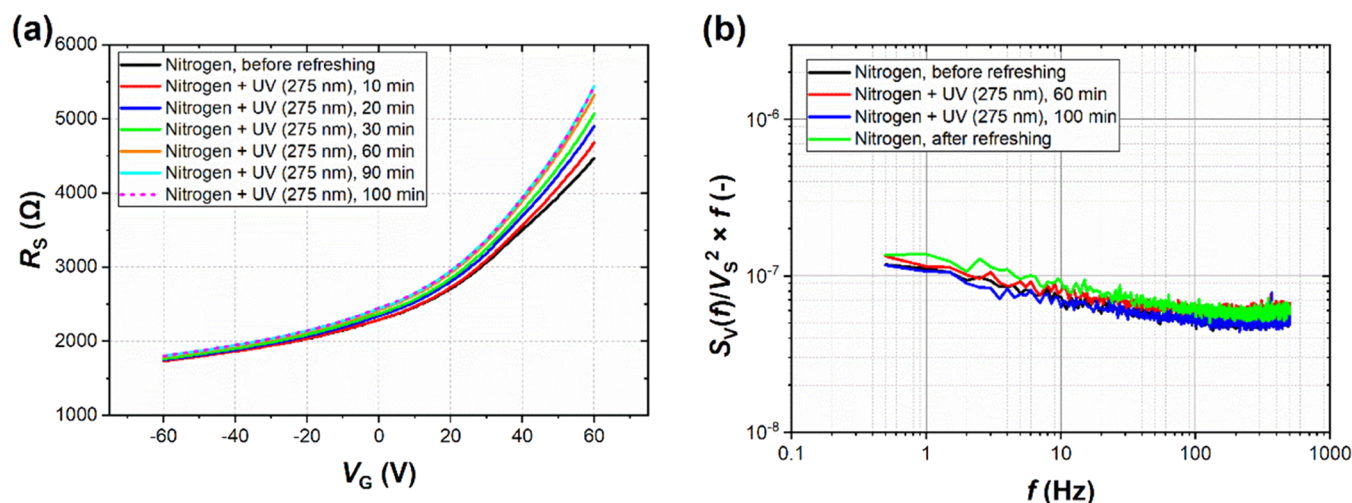 (a)
6000
5000
4000
3000
2000
1000
R_S (Ω)
Nitrogen, before refreshing
Nitrogen + UV (275 nm), 10 min
Nitrogen + UV (275 nm), 20 min
Nitrogen + UV (275 nm), 30 min
Nitrogen + UV (275 nm), 60 min
Nitrogen + UV (275 nm), 90 min
Nitrogen + UV (275 nm), 100 min
-60 -40 -20 0 20 40 60
V_G (V)
(b)
10⁻⁶
10⁻⁷
10⁻⁸
S_V(f)/V_S² × f (-)
Nitrogen, before refreshing
Nitrogen + UV (275 nm), 60 min
Nitrogen + UV (275 nm), 100 min
Nitrogen, after refreshing
0.1 1 10 100 1000
f (Hz)